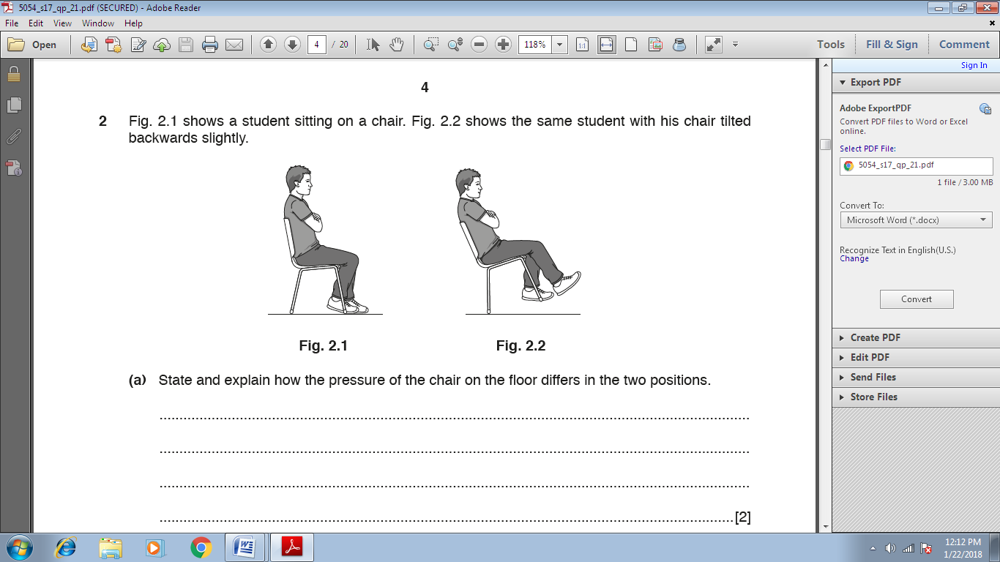 5054_s17_qp_21.pdf (SECURED) - Adobe Reader
File Edit View Window Help
Open 4 / 20 118% 1:1 Tools Fill & Sign Comment
Sign In
4
2 Fig. 2.1 shows a student sitting on a chair. Fig. 2.2 shows the same student with his chair tilted
backwards slightly.
Fig. 2.1 Fig. 2.2
(a) State and explain how the pressure of the chair on the floor differs in the two positions.
..........................................................................................................................................
..........................................................................................................................................
..........................................................................................................................................
......................................................................................................................................[2]
Export PDF
Adobe ExportPDF
Convert PDF files to Word or Excel
online.
Select PDF File:
5054_s17_qp_21.pdf
1 file / 3.00 MB
Convert To:
Microsoft Word (*.docx)
Recognize Text in English(U.S.)
Change
Convert
Create PDF
Edit PDF
Send Files
Store Files
12:12 PM
1/22/2018